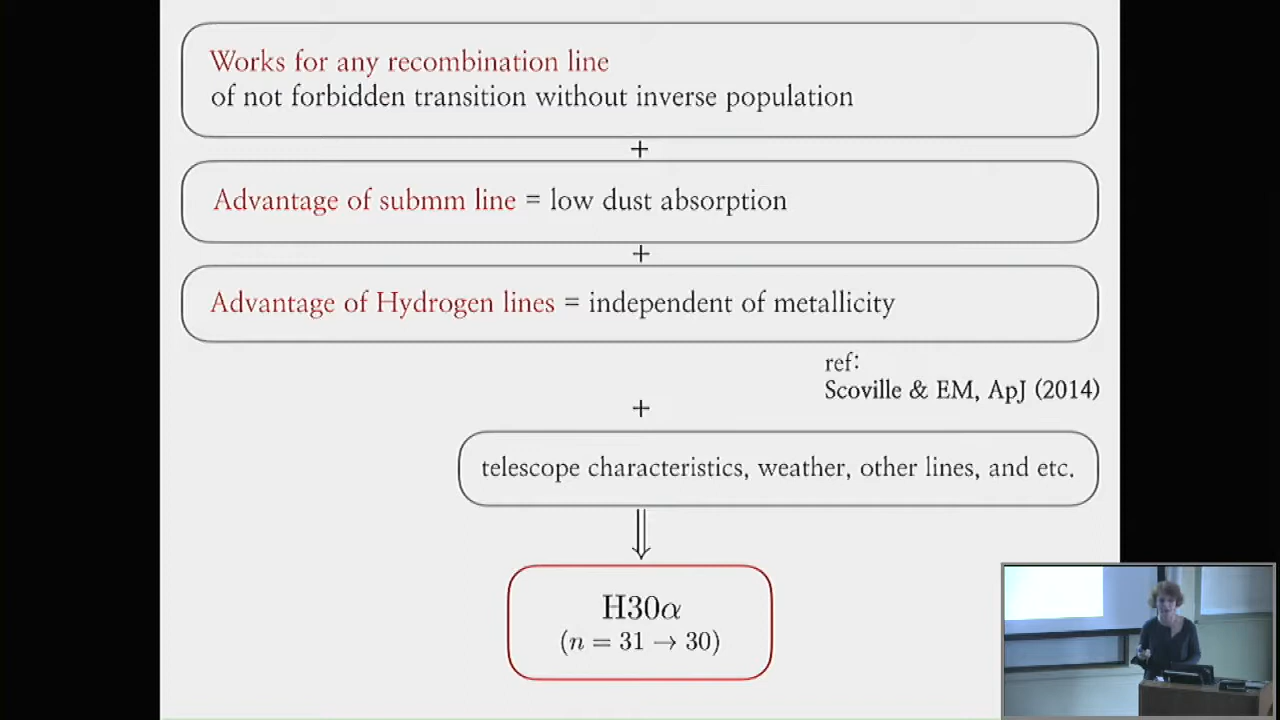 Works for any recombination line
of not forbidden transition without inverse population
+
Advantage of submm line = low dust absorption
+
Advantage of Hydrogen lines = independent of metallicity
ref:
Scoville & EM, ApJ (2014)
+
telescope characteristics, weather, other lines, and etc.
⇓
H30α
(n = 31 → 30)